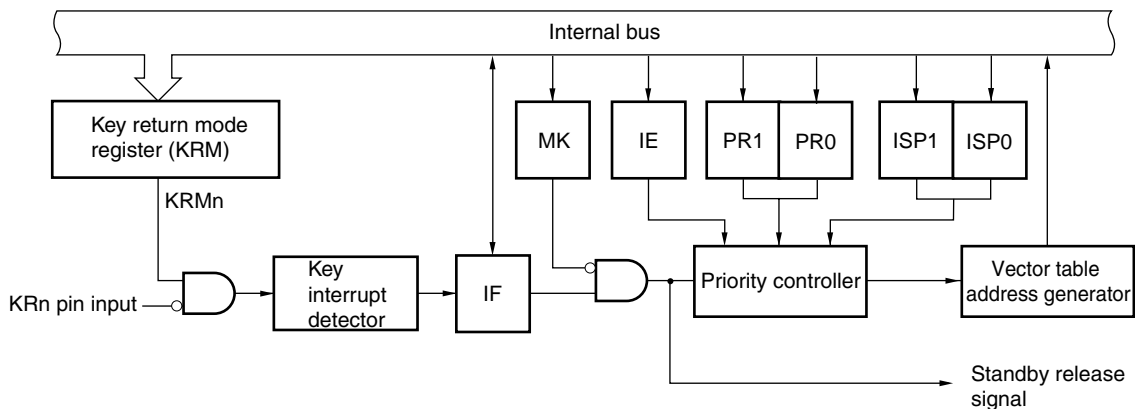 Internal bus
Key return mode
register (KRM)
MK
IE
PR1
PR0
ISP1
ISP0
KRMn
KRn pin input
Key
interrupt
detector
IF
Priority controller
Vector table
address generator
Standby release
signal